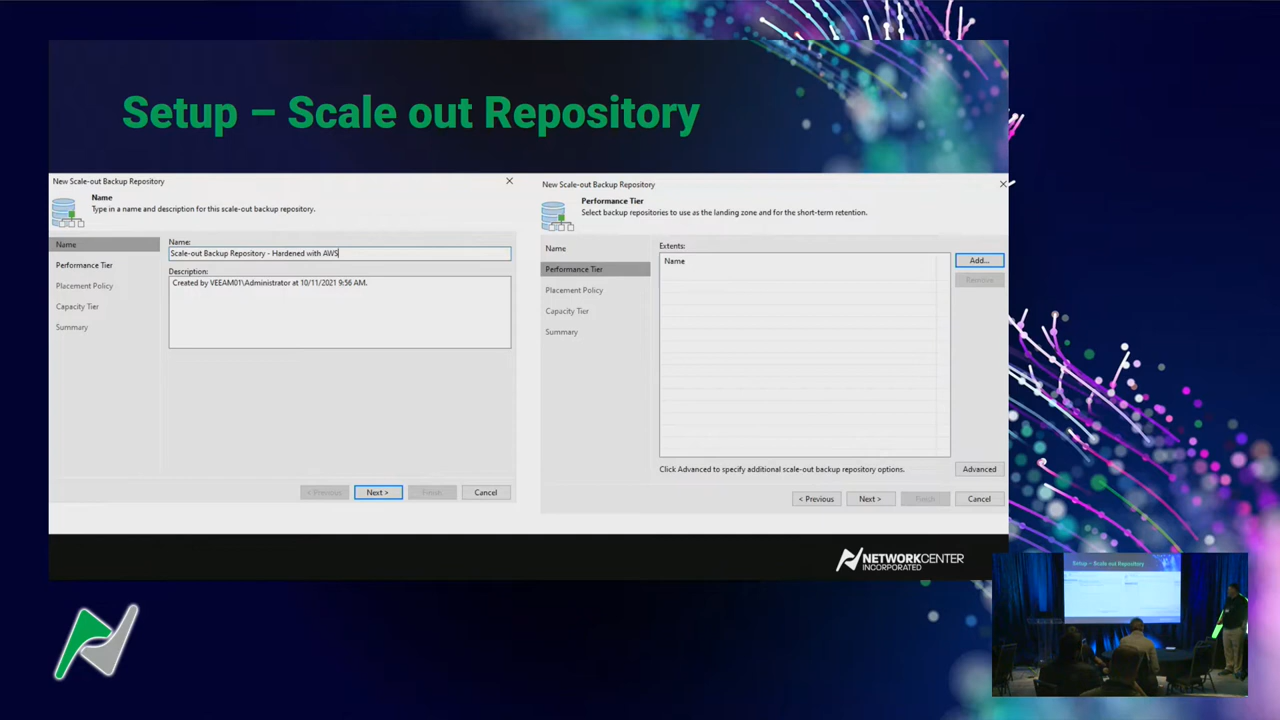 Setup – Scale out Repository
New Scale-out Backup Repository
Name
Type in a name and description for this scale-out backup repository.
Name
Performance Tier
Placement Policy
Capacity Tier
Summary
Name:
Scale-out Backup Repository - Hardened with AWS
Description:
Created by VEEAM01\Administrator at 10/11/2021 9:56 AM.
< Previous
Next >
Finish
Cancel
New Scale-out Backup Repository
Performance Tier
Select backup repositories to use as the landing zone and for the short-term retention.
Name
Performance Tier
Placement Policy
Capacity Tier
Summary
Extents:
Name
Add...
Remove
Click Advanced to specify additional scale-out backup repository options.
Advanced
< Previous
Next >
Finish
Cancel
NETWORKCENTER
INCORPORATED
Setup – Scale out Repository